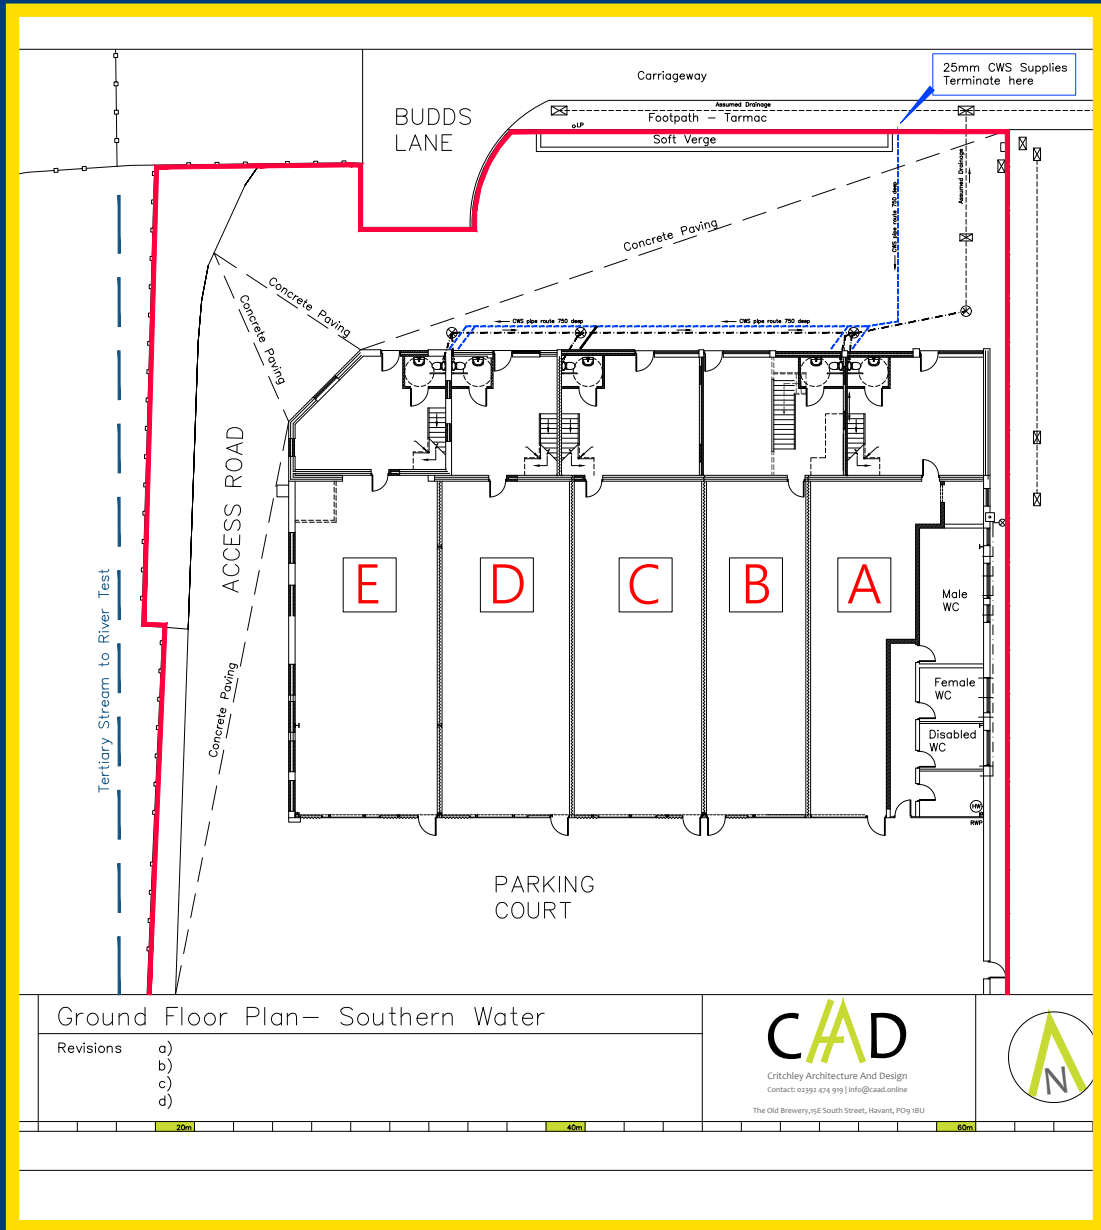 25mm CWS Supplies
Terminate here
Carriageway
BUDDS
LANE
Assumed Drainage
LP
Footpath - Tarmac
Soft Verge
Assumed Drainage
CWS pipe route 750 deep
Concrete Paving
Concrete Paving
Concrete Paving
CWS pipe route 750 deep
CWS pipe route 750 deep
ACCESS ROAD
Tertiary Stream to River Test
Concrete Paving
E
D
C
B
A
Male
WC
Female
WC
Disabled
WC
HW
RWP
PARKING
COURT
Ground Floor Plan- Southern Water
Revisions a)
b)
c)
d)
CAAD
Critchley Architecture And Design
Contact: 02392 474 919 | info@caad.online
The Old Brewery,15E South Street, Havant, PO9 1BU
N
20m
40m
60m